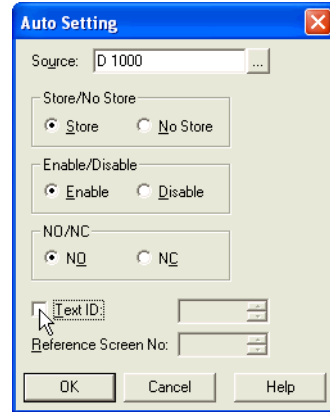 Auto Setting
Source: D 1000 ...
Store/No Store
Store No Store
Enable/Disable
Enable Disable
NO/NC
NO NC
Text ID:
Reference Screen No:
OK Cancel Help